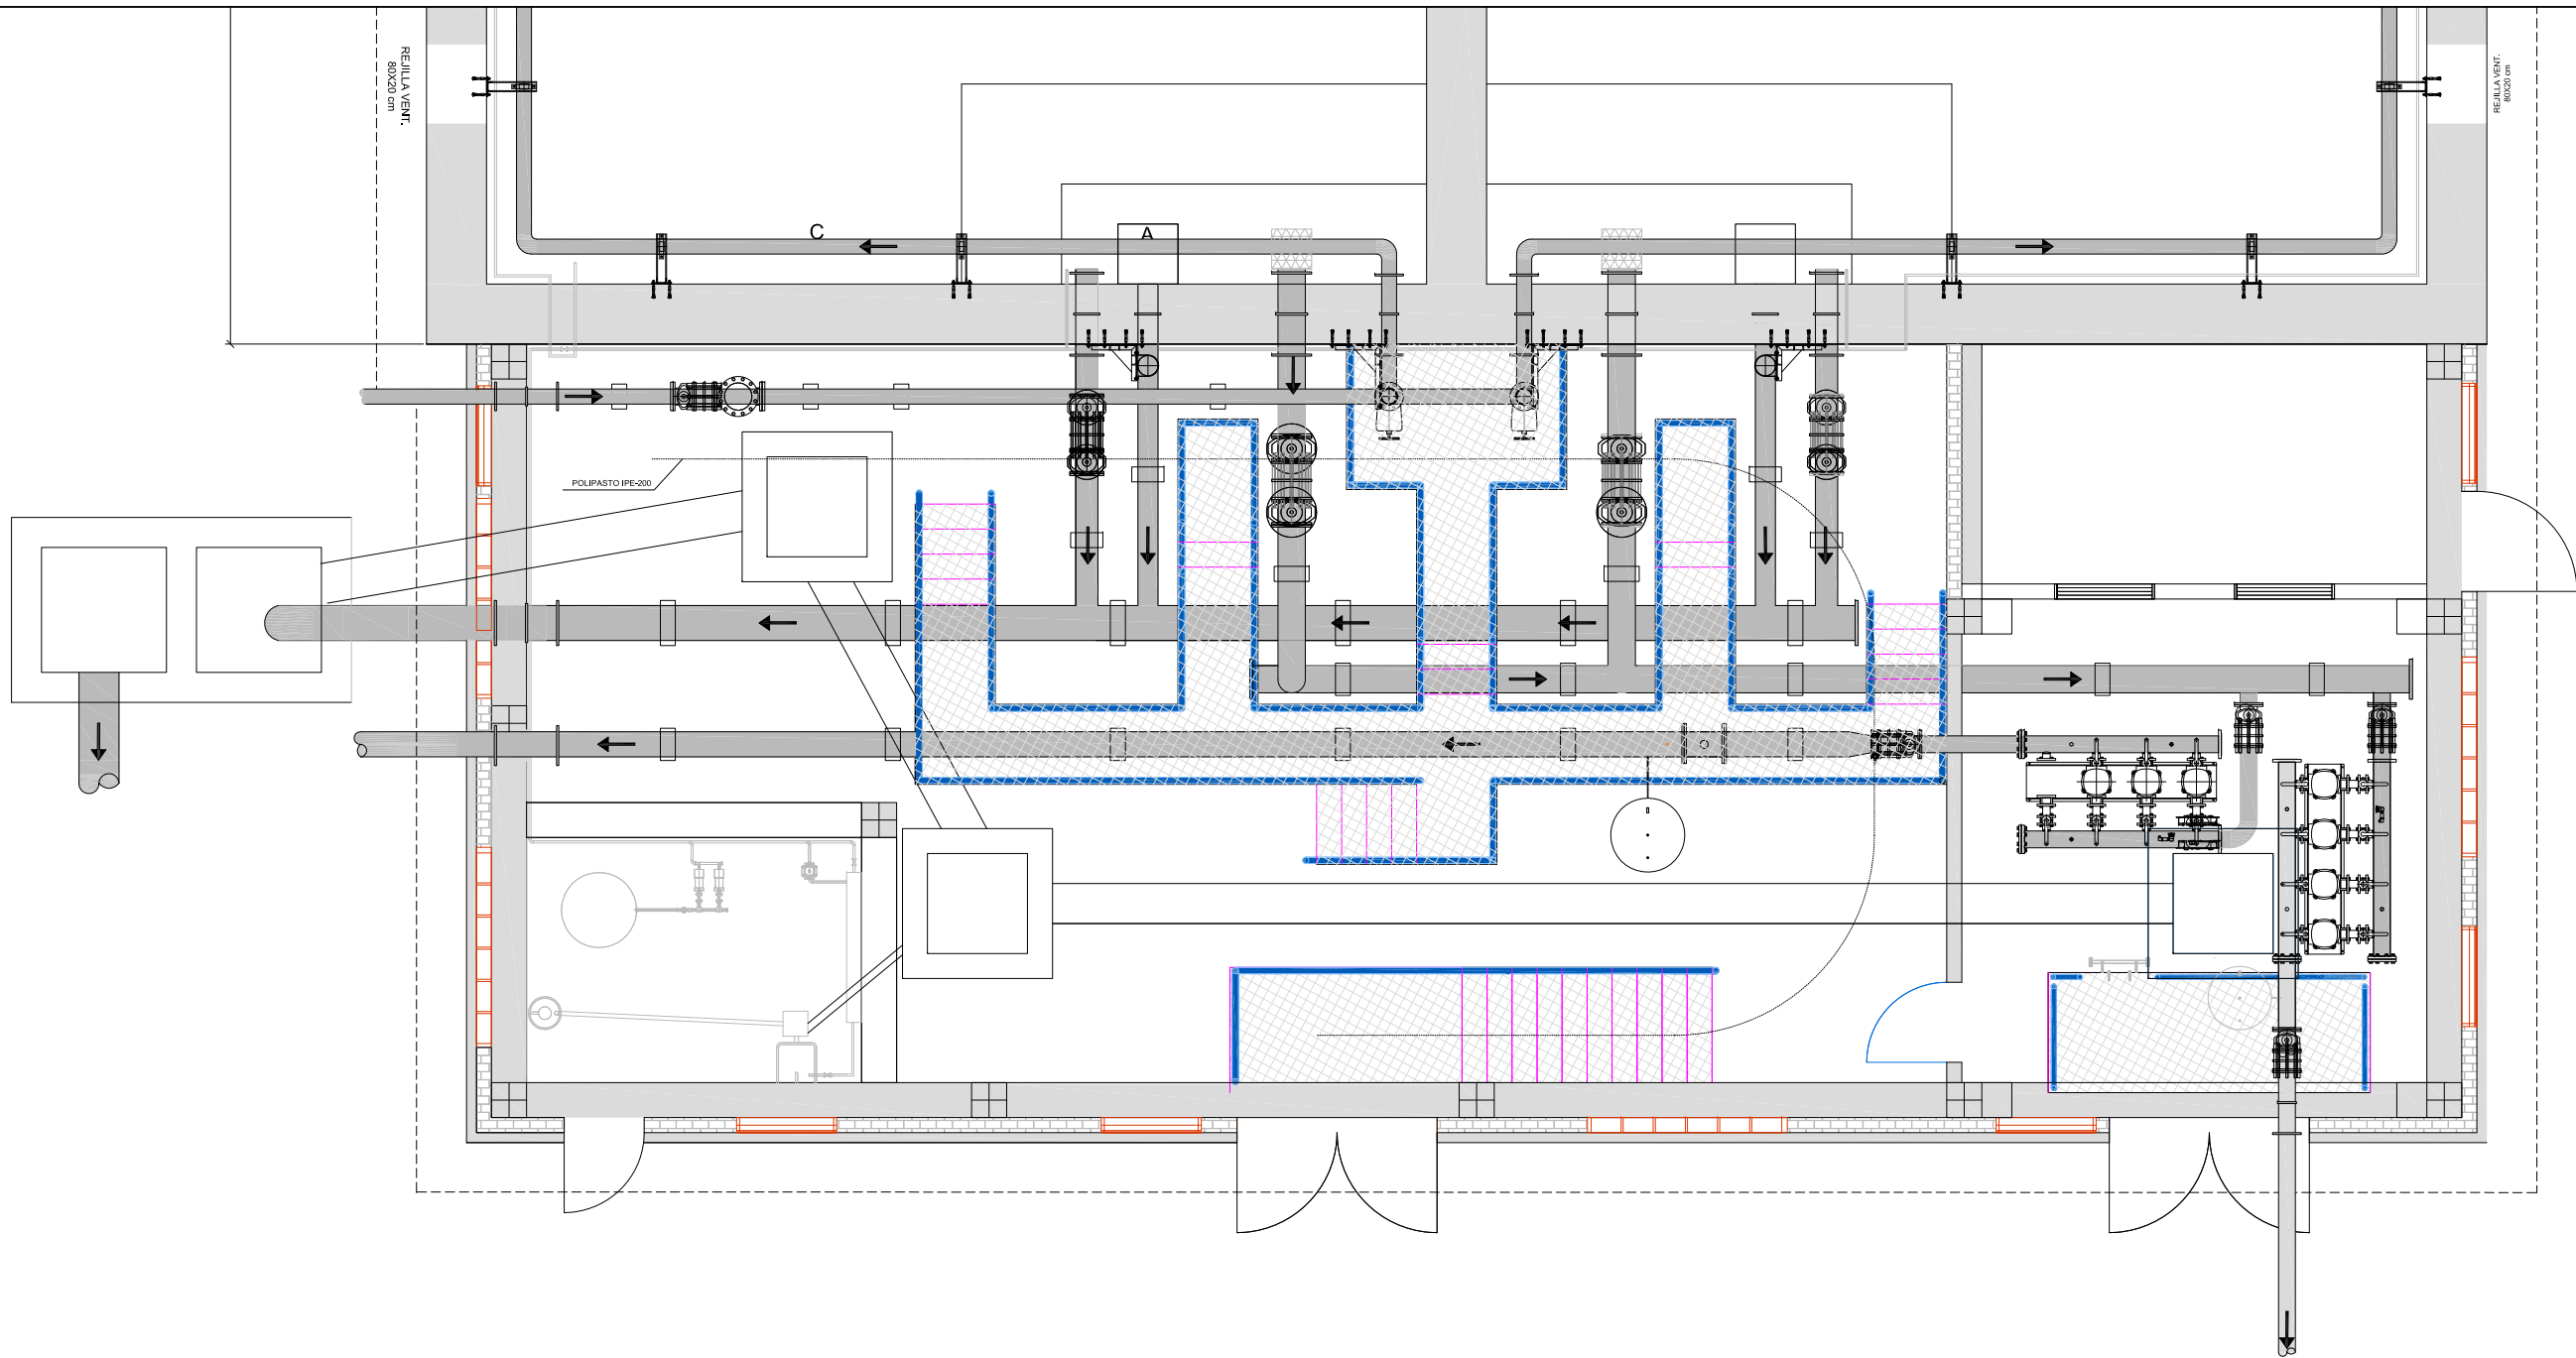 REJILLA VENT.
80X20 cm
REJILLA VENT.
80X20 cm
C
A
POLIPASTO IPE-200